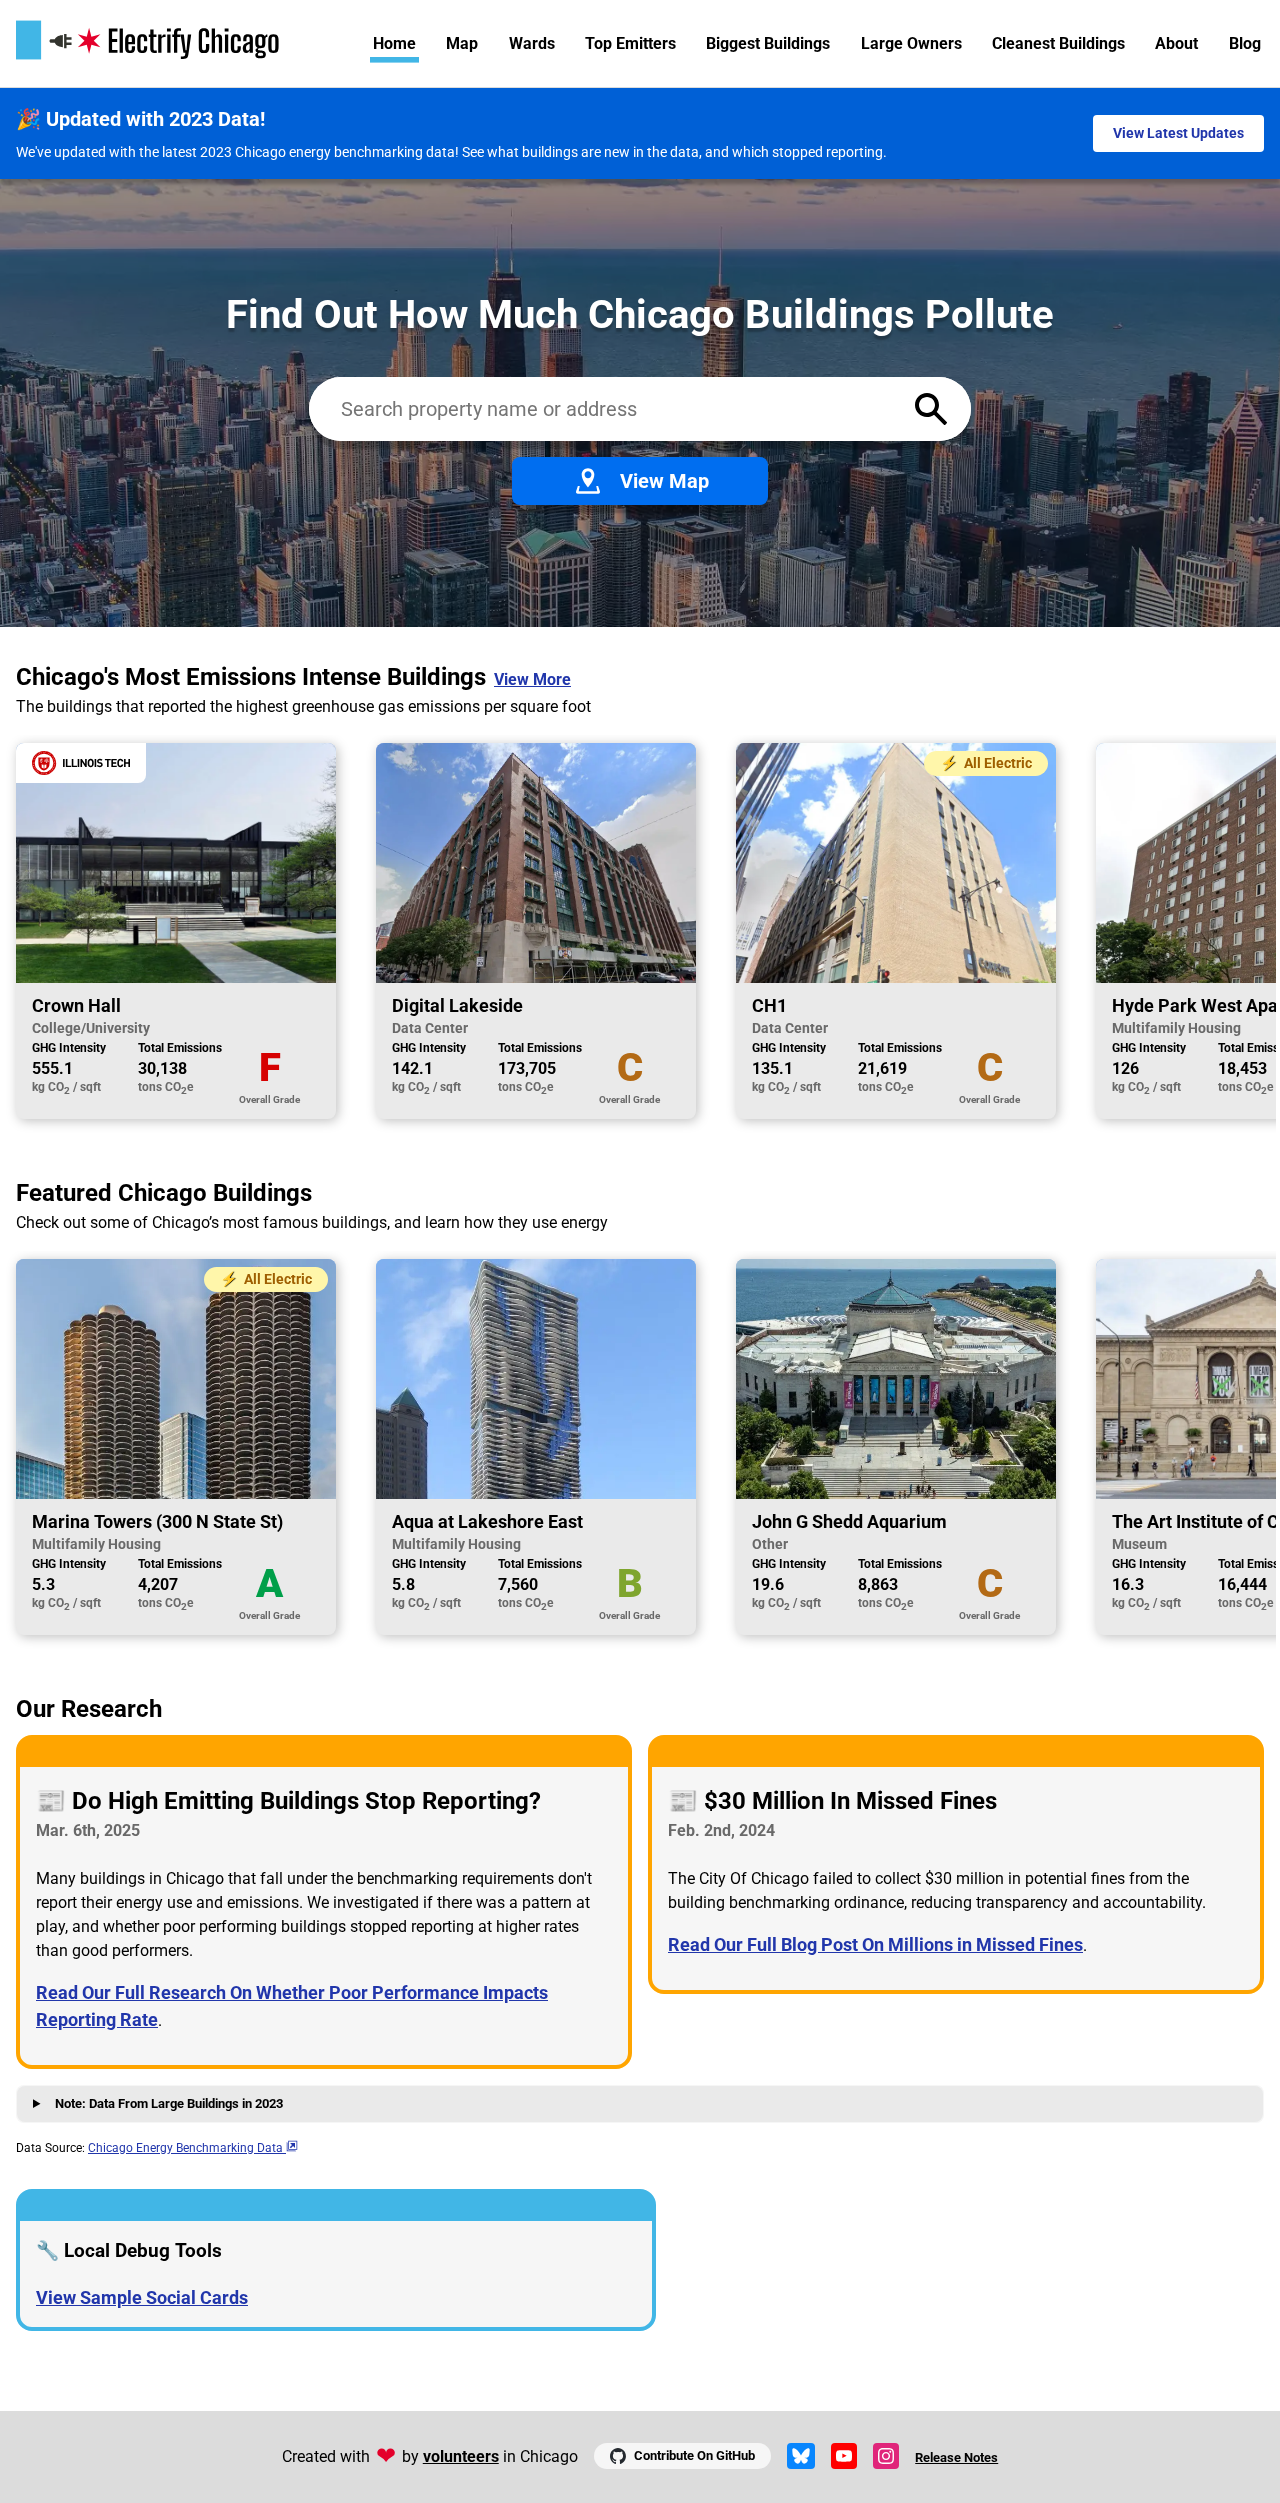 Electrify Chicago
Home Map Wards Top Emitters Biggest Buildings Large Owners Cleanest Buildings About Blog
🎉 Updated with 2023 Data!
We've updated with the latest 2023 Chicago energy benchmarking data! See what buildings are new in the data, and which stopped reporting.
View Latest Updates
Find Out How Much Chicago Buildings Pollute
Search property name or address
View Map
Chicago's Most Emissions Intense Buildings View More
The buildings that reported the highest greenhouse gas emissions per square foot
ILLINOIS TECH
Crown Hall
College/University
GHG Intensity Total Emissions
555.1 30,138 F
kg CO2 / sqft tons CO2e
Overall Grade
Digital Lakeside
Data Center
GHG Intensity Total Emissions
142.1 173,705 C
kg CO2 / sqft tons CO2e
Overall Grade
⚡ All Electric
CH1
Data Center
GHG Intensity Total Emissions
135.1 21,619 C
kg CO2 / sqft tons CO2e
Overall Grade
Hyde Park West Apa
Multifamily Housing
GHG Intensity Total Emiss
126 18,453
kg CO2 / sqft tons CO2e
Featured Chicago Buildings
Check out some of Chicago’s most famous buildings, and learn how they use energy
⚡ All Electric
Marina Towers (300 N State St)
Multifamily Housing
GHG Intensity Total Emissions
5.3 4,207 A
kg CO2 / sqft tons CO2e
Overall Grade
Aqua at Lakeshore East
Multifamily Housing
GHG Intensity Total Emissions
5.8 7,560 B
kg CO2 / sqft tons CO2e
Overall Grade
John G Shedd Aquarium
Other
GHG Intensity Total Emissions
19.6 8,863 C
kg CO2 / sqft tons CO2e
Overall Grade
The Art Institute of C
Museum
GHG Intensity Total Emiss
16.3 16,444
kg CO2 / sqft tons CO2e
Our Research
📰 Do High Emitting Buildings Stop Reporting?
Mar. 6th, 2025
Many buildings in Chicago that fall under the benchmarking requirements don't
report their energy use and emissions. We investigated if there was a pattern at
play, and whether poor performing buildings stopped reporting at higher rates
than good performers.
Read Our Full Research On Whether Poor Performance Impacts
Reporting Rate.
📰 $30 Million In Missed Fines
Feb. 2nd, 2024
The City Of Chicago failed to collect $30 million in potential fines from the
building benchmarking ordinance, reducing transparency and accountability.
Read Our Full Blog Post On Millions in Missed Fines.
Note: Data From Large Buildings in 2023
Data Source: Chicago Energy Benchmarking Data
🔧 Local Debug Tools
View Sample Social Cards
Created with ❤ by volunteers in Chicago
Contribute On GitHub
Release Notes